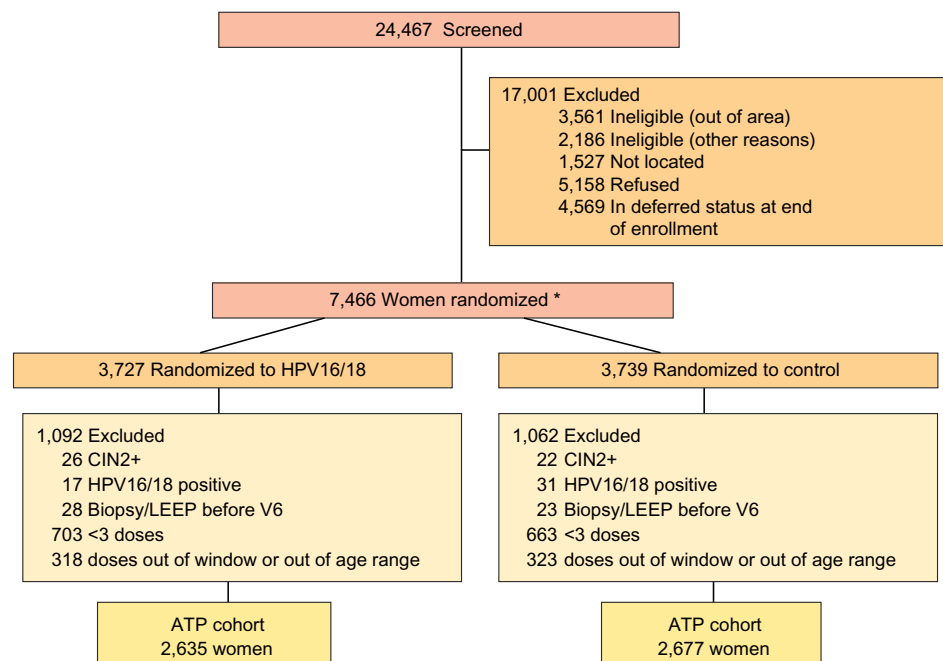 24,467 Screened
17,001 Excluded
3,561 Ineligible (out of area)
2,186 Ineligible (other reasons)
1,527 Not located
5,158 Refused
4,569 In deferred status at end
of enrollment
7,466 Women randomized *
3,727 Randomized to HPV16/18
1,092 Excluded
26 CIN2+
17 HPV16/18 positive
28 Biopsy/LEEP before V6
703 <3 doses
318 doses out of window or out of age range
ATP cohort
2,635 women
3,739 Randomized to control
1,062 Excluded
22 CIN2+
31 HPV16/18 positive
23 Biopsy/LEEP before V6
663 <3 doses
323 doses out of window or out of age range
ATP cohort
2,677 women